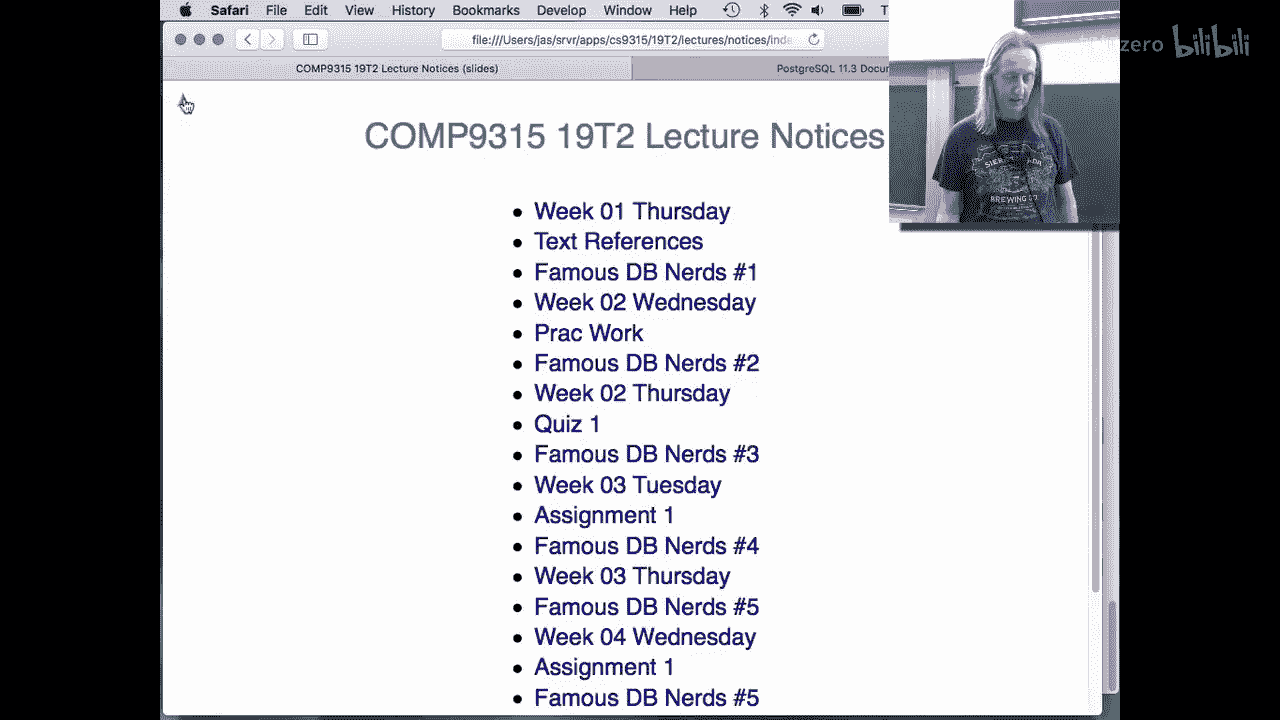 Safari File Edit View History Bookmarks Develop Window Help
zero bilibili
file:///Users/jas/srvr/apps/cs9315/19T2/lectures/notices/inde
COMP9315 19T2 Lecture Notices (slides)
PostgreSQL 11.3 Docu
COMP9315 19T2 Lecture Notices
SIERRA
BREWING CO
Week 01 Thursday
Text References
Famous DB Nerds #1
Week 02 Wednesday
Prac Work
Famous DB Nerds #2
Week 02 Thursday
Quiz 1
Famous DB Nerds #3
Week 03 Tuesday
Assignment 1
Famous DB Nerds #4
Week 03 Thursday
Famous DB Nerds #5
Week 04 Wednesday
Assignment 1
Famous DB Nerds #5